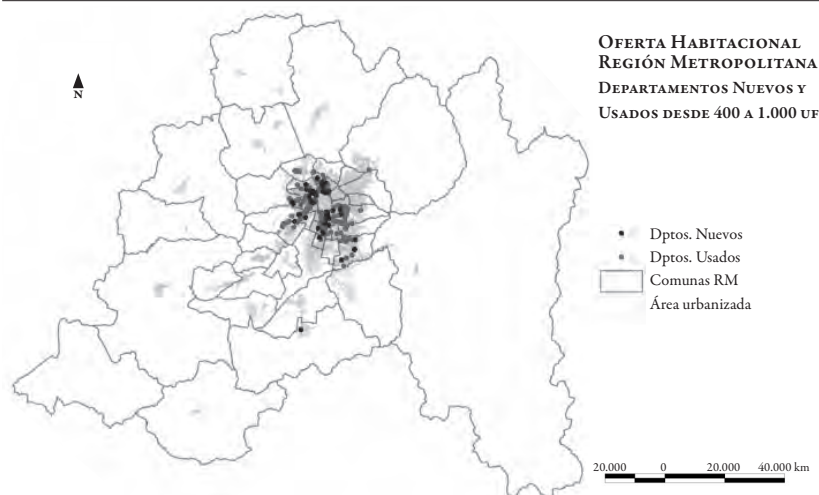 OFERTA HABITACIONAL
REGIÓN METROPOLITANA
DEPARTAMENTOS NUEVOS Y
USADOS DESDE 400 A 1.000 UF
N
Dptos. Nuevos
Dptos. Usados
Comunas RM
Área urbanizada
20.000 0 20.000 40.000 km